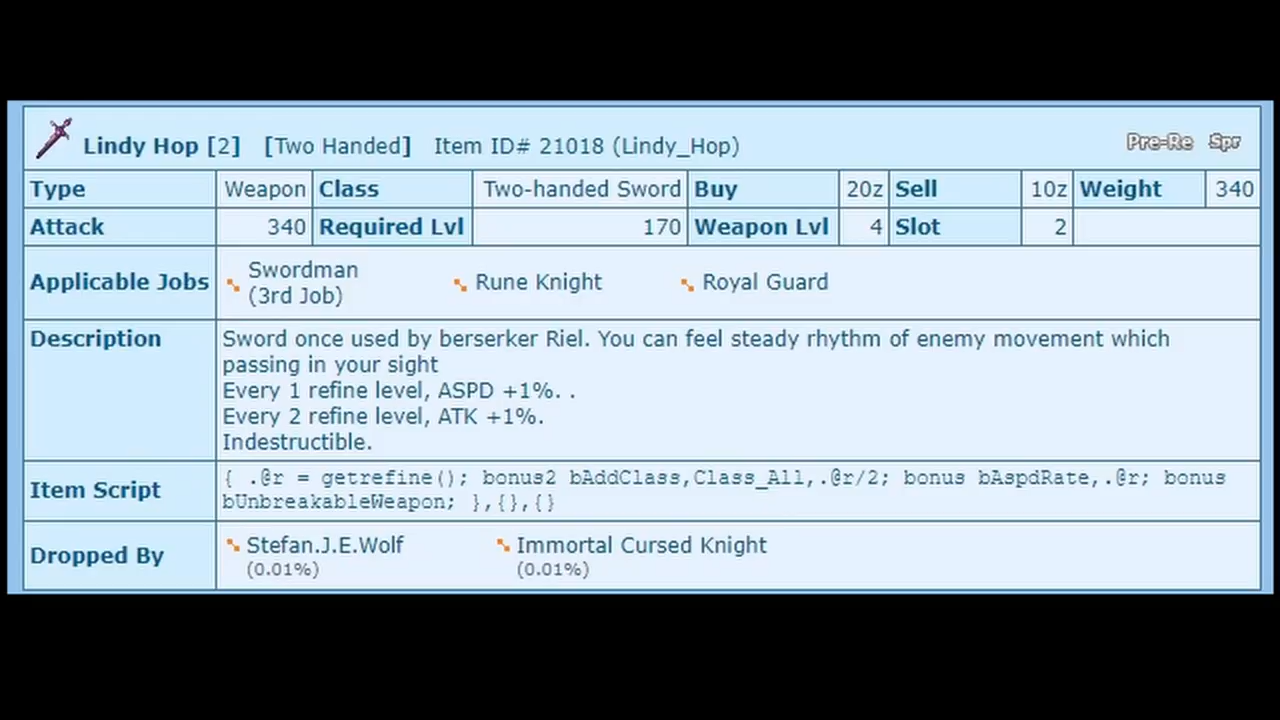 Lindy Hop [2] [Two Handed] Item ID# 21018 (Lindy_Hop) Pre-Re Spr
Type Weapon Class Two-handed Sword Buy 20z Sell 10z Weight 340
Attack 340 Required Lvl 170 Weapon Lvl 4 Slot 2
Applicable Jobs Swordman (3rd Job) Rune Knight Royal Guard
Description Sword once used by berserker Riel. You can feel steady rhythm of enemy movement which
passing in your sight
Every 1 refine level, ASPD +1%. .
Every 2 refine level, ATK +1%.
Indestructible.
Item Script { .@r = getrefine(); bonus2 bAddClass,Class_All,.@r/2; bonus bAspdRate,.@r; bonus
bUnbreakableWeapon; },{},{}
Dropped By Stefan.J.E.Wolf Immortal Cursed Knight
(0.01%) (0.01%)